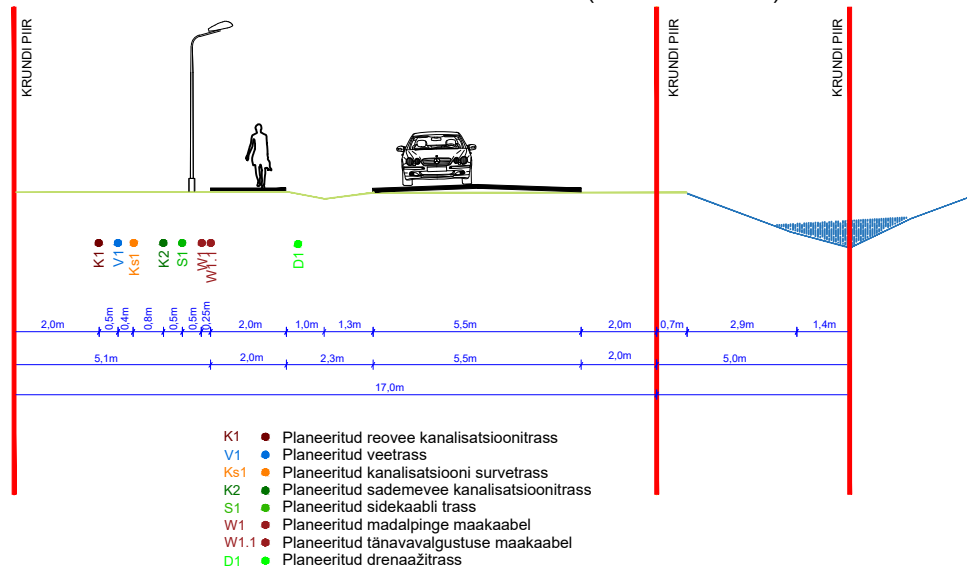 KRUNDI PIIR
KRUNDI PIIR
KRUNDI PIIR
K1
V1
Ks1
K2
S1
W1
W1.1
D1
2,0m 0,5m 0,4m 0,8m 0,5m 0,5m 0,25m 2,0m 1,0m 1,3m 5,5m 2,0m 0,7m 2,9m 1,4m
5,1m 2,0m 2,3m 5,5m 2,0m 5,0m
17,0m
K1 Planeeritud reovee kanalisatsioonitrass
V1 Planeeritud veetrass
Ks1 Planeeritud kanalisatsiooni survetrass
K2 Planeeritud sademevee kanalisatsioonitrass
S1 Planeeritud sidekaabli trass
W1 Planeeritud madalpinge maakaabel
W1.1 Planeeritud tänavavalgustuse maakaabel
D1 Planeeritud drenaažitrass